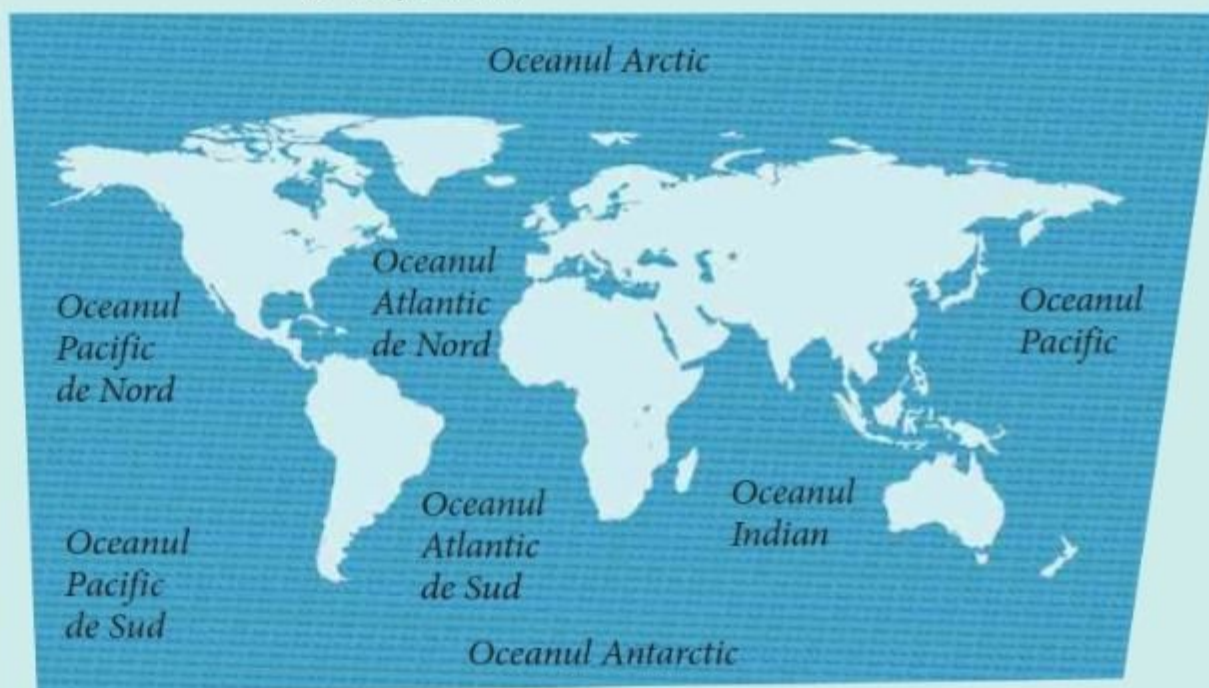 Oceanul Arctic
Oceanul
Atlantic
de Nord
Oceanul
Pacific
de Nord
Oceanul
Pacific
Oceanul
Atlantic
de Sud
Oceanul
Indian
Oceanul
Pacific
de Sud
Oceanul Antarctic